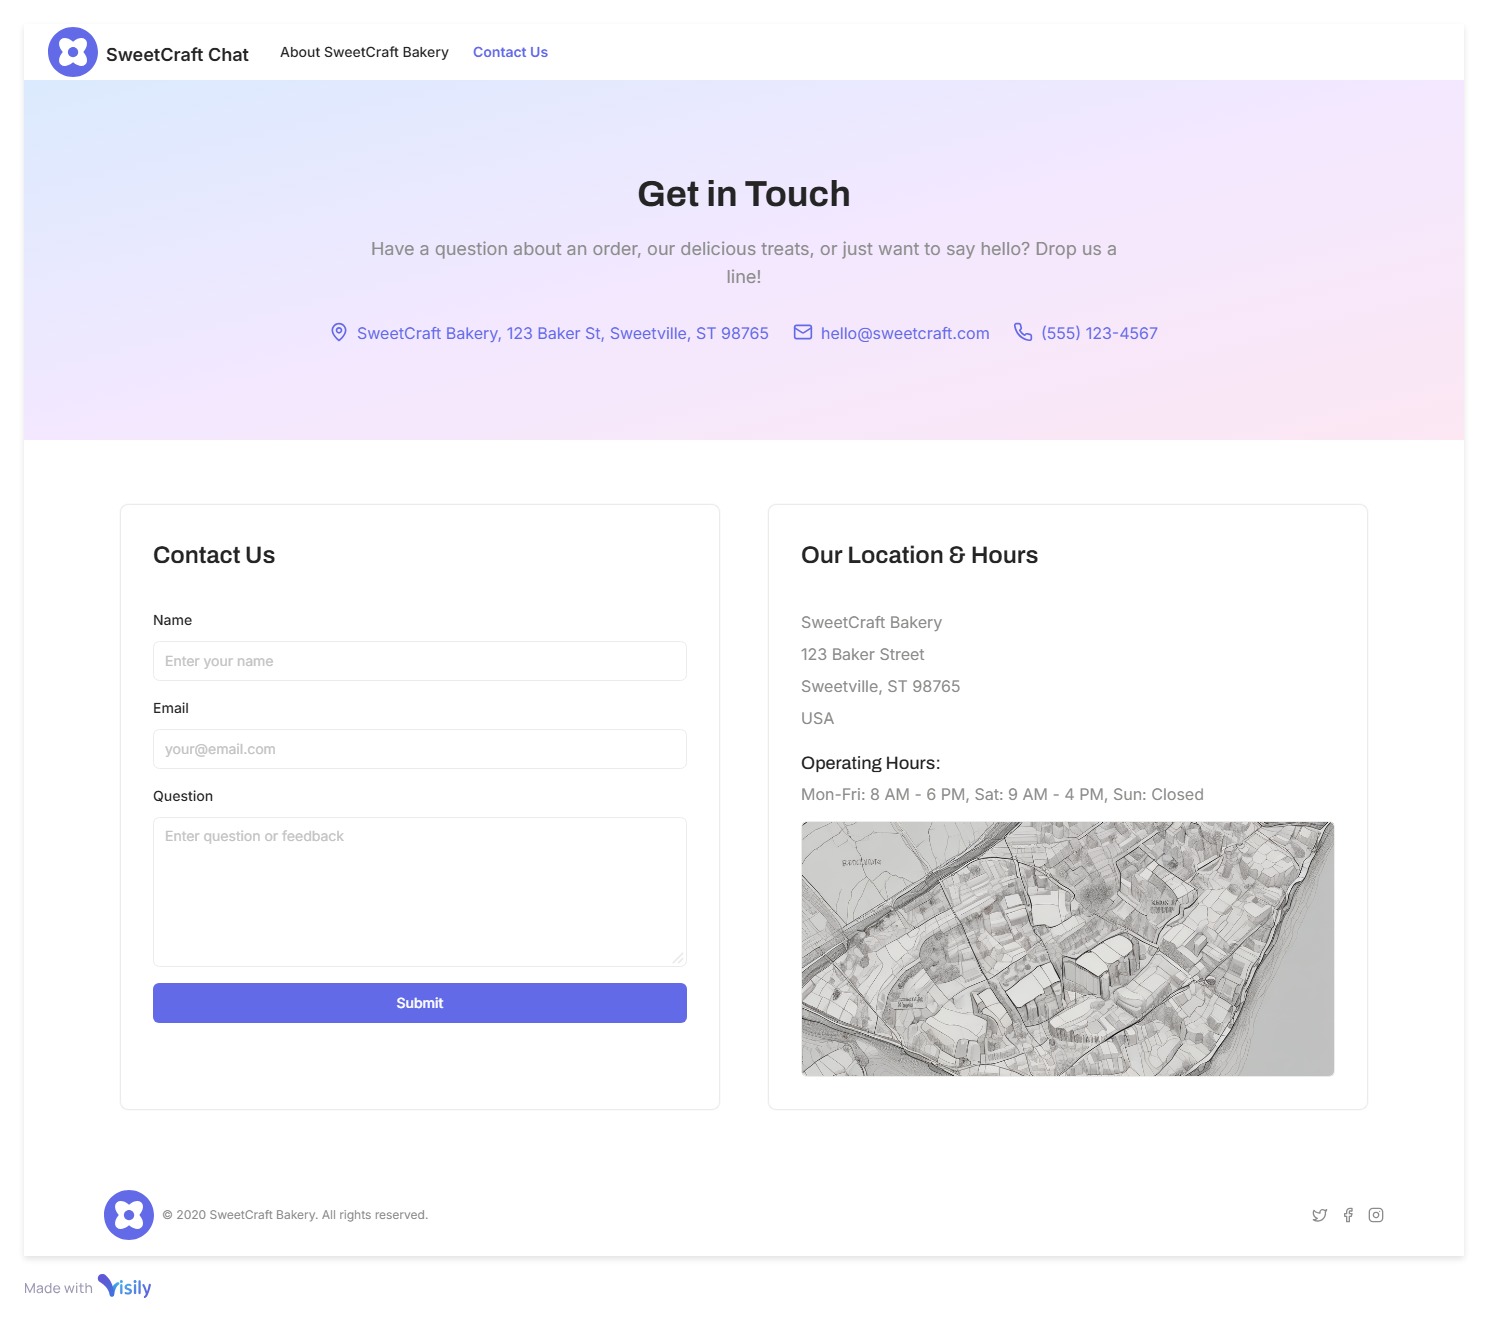 SweetCraft Chat
About SweetCraft Bakery
Contact Us
Get in Touch
Have a question about an order, our delicious treats, or just want to say hello? Drop us a
line!
SweetCraft Bakery, 123 Baker St, Sweetville, ST 98765
hello@sweetcraft.com
(555) 123-4567
Contact Us
Name
Enter your name
Email
your@email.com
Question
Enter question or feedback
Submit
Our Location & Hours
SweetCraft Bakery
123 Baker Street
Sweetville, ST 98765
USA
Operating Hours:
Mon-Fri: 8 AM - 6 PM, Sat: 9 AM - 4 PM, Sun: Closed
© 2020 SweetCraft Bakery. All rights reserved.
Made with Visily